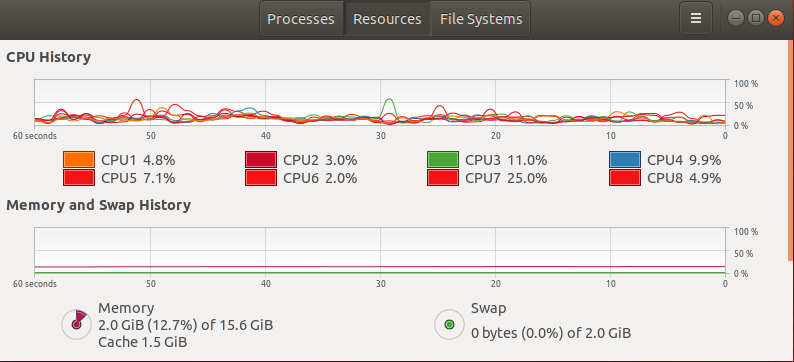 Processes Resources File Systems
CPU History
100 %
50 %
0 %
60 seconds 50 40 30 20 10 0
CPU1 4.8% CPU2 3.0% CPU3 11.0% CPU4 9.9%
CPU5 7.1% CPU6 2.0% CPU7 25.0% CPU8 4.9%
Memory and Swap History
100 %
50 %
0 %
60 seconds 50 40 30 20 10 0
Memory Swap
2.0 GiB (12.7%) of 15.6 GiB 0 bytes (0.0%) of 2.0 GiB
Cache 1.5 GiB